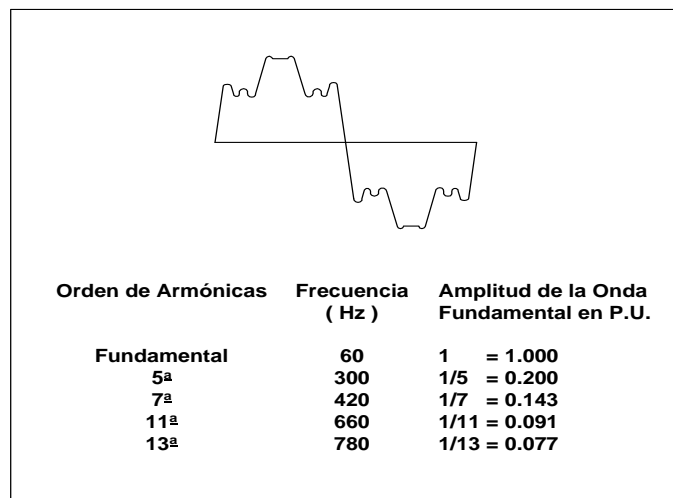 Orden de Armónicas Frecuencia Amplitud de la Onda
( Hz ) Fundamental en P.U.
Fundamental 60 1 = 1.000
5ª 300 1/5 = 0.200
7ª 420 1/7 = 0.143
11ª 660 1/11 = 0.091
13ª 780 1/13 = 0.077